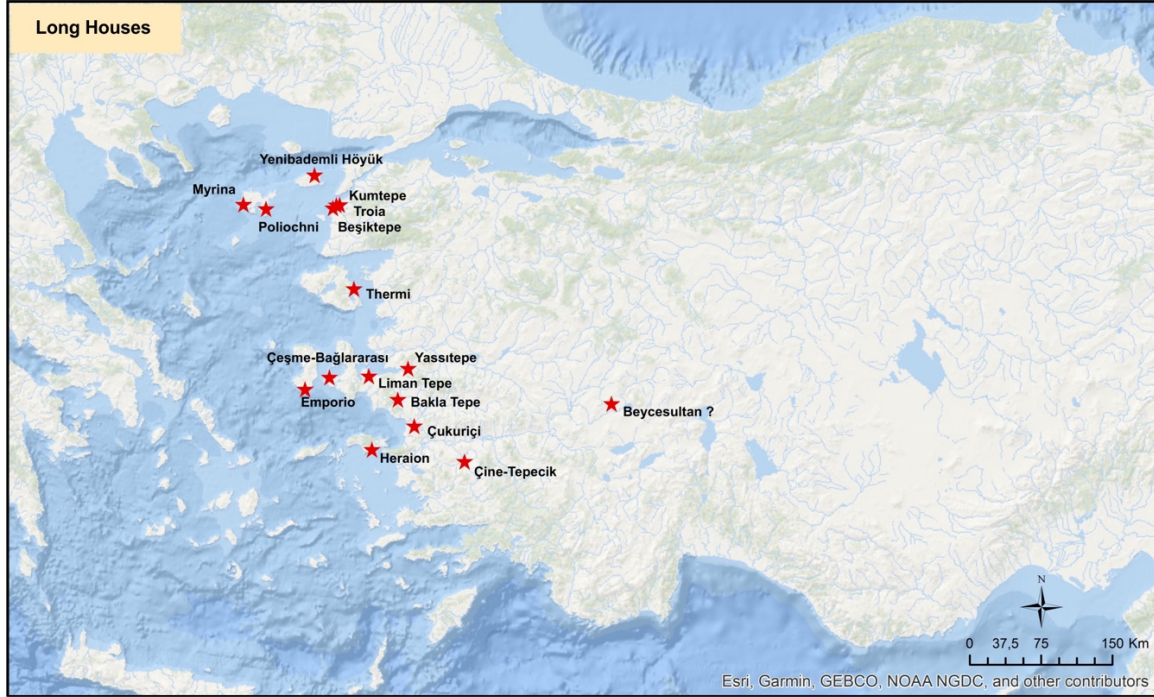 Long Houses
Yenibademli Höyük
Myrina
Kumtepe
Troia
Poliochni
Beşiktepe
Thermi
Çeşme-Bağlararası
Yassıtepe
Liman Tepe
Emporio
Bakla Tepe
Beycesultan ?
Çukuriçi
Heraion
Çine-Tepecik
N
0 37,5 75 150 Km
Esri, Garmin, GEBCO, NOAA NGDC, and other contributors